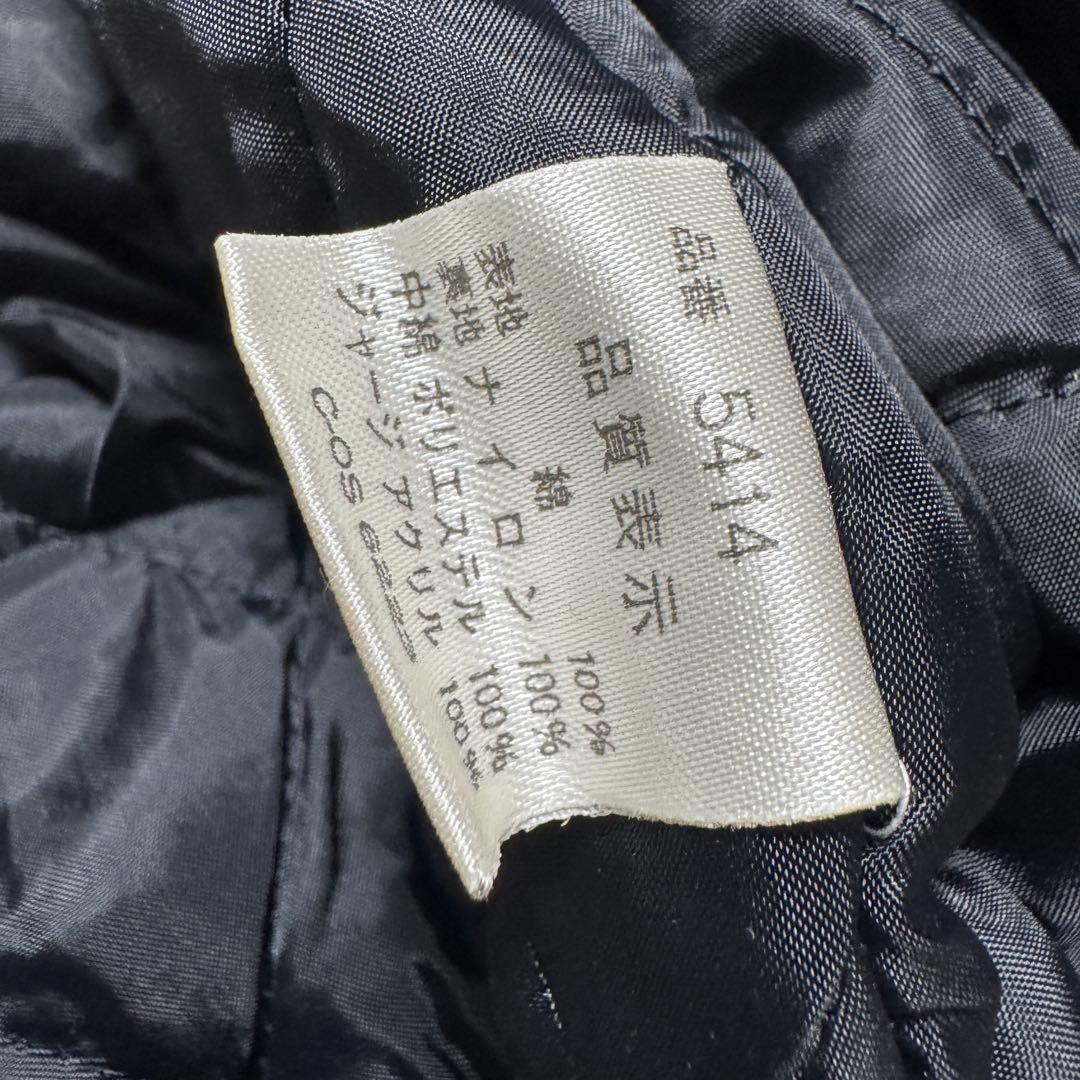 品番 5414
品質表示
表地 綿 100%
裏地 ナイロン 100%
中綿 ポリエステル 100%
ジャージ アクリル 100%